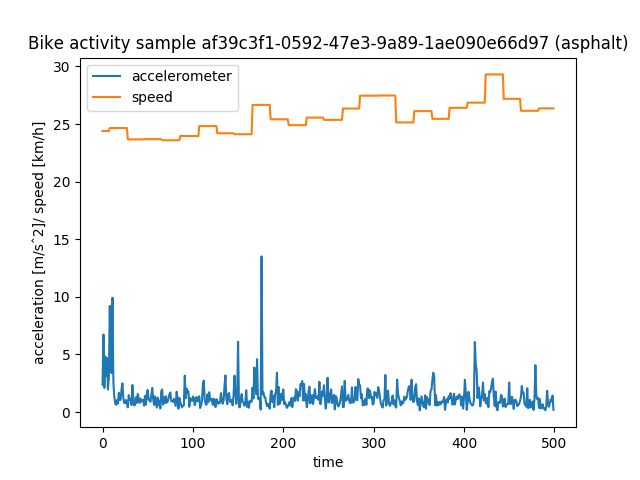 Bike activity sample af39c3f1-0592-47e3-9a89-1ae090e66d97 (asphalt)
accelerometer
speed
acceleration [m/s^2]/ speed [km/h]
30
25
20
15
10
5
0
0 100 200 300 400 500
time